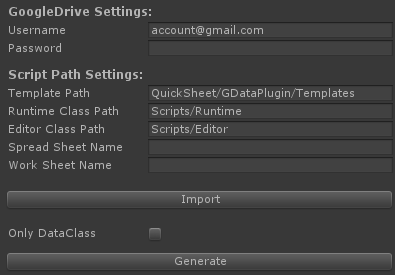 GoogleDrive Settings:
Username account@gmail.com
Password
Script Path Settings:
Template Path QuickSheet/GDataPlugin/Templates
Runtime Class Path Scripts/Runtime
Editor Class Path Scripts/Editor
Spread Sheet Name
Work Sheet Name
Import
Only DataClass
Generate